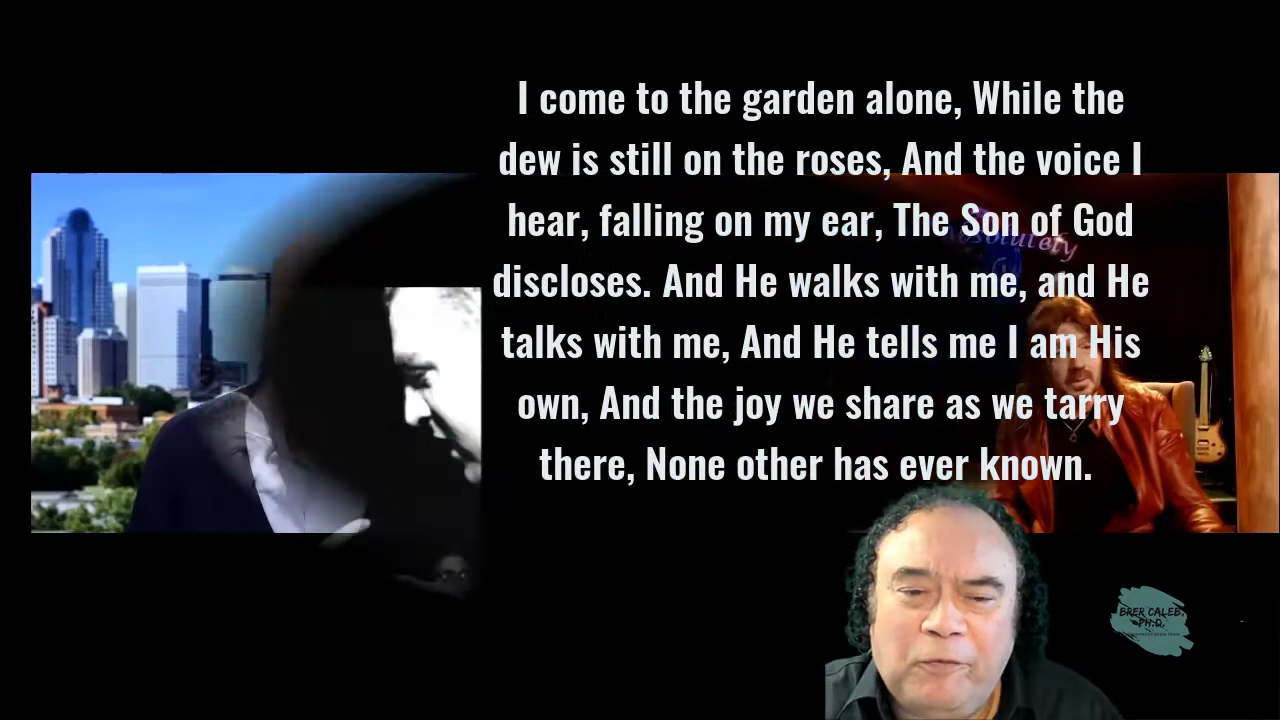 I come to the garden alone, While the
dew is still on the roses, And the voice I
hear, falling on my ear, The Son of God
discloses. And He walks with me, and He
talks with me, And He tells me I am His
own, And the joy we share as we tarry
there, None other has ever known.
Absolutely
BRER CALEB,
PH.D.